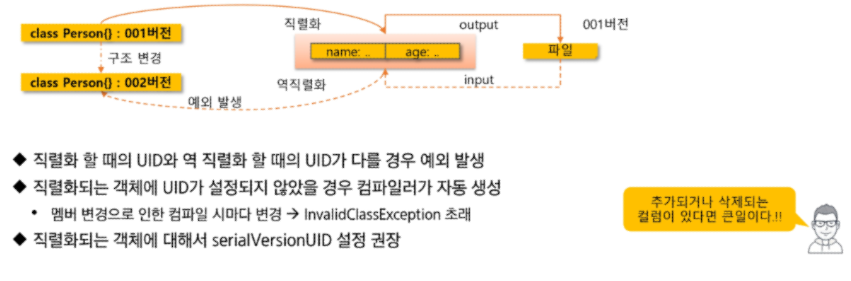 직렬화
output
001버전
class Person{} : 001버전
name: ..
age: ..
파일
구조 변경
class Person{} : 002버전
역직렬화
input
예외 발생
◆ 직렬화 할 때의 UID와 역 직렬화 할 때의 UID가 다를 경우 예외 발생
◆ 직렬화되는 객체에 UID가 설정되지 않았을 경우 컴파일러가 자동 생성
• 멤버 변경으로 인한 컴파일 시마다 변경 → InvalidClassException 초래
◆ 직렬화되는 객체에 대해서 serialVersionUID 설정 권장
추가되거나 삭제되는
컬럼이 있다면 큰일이다.!!